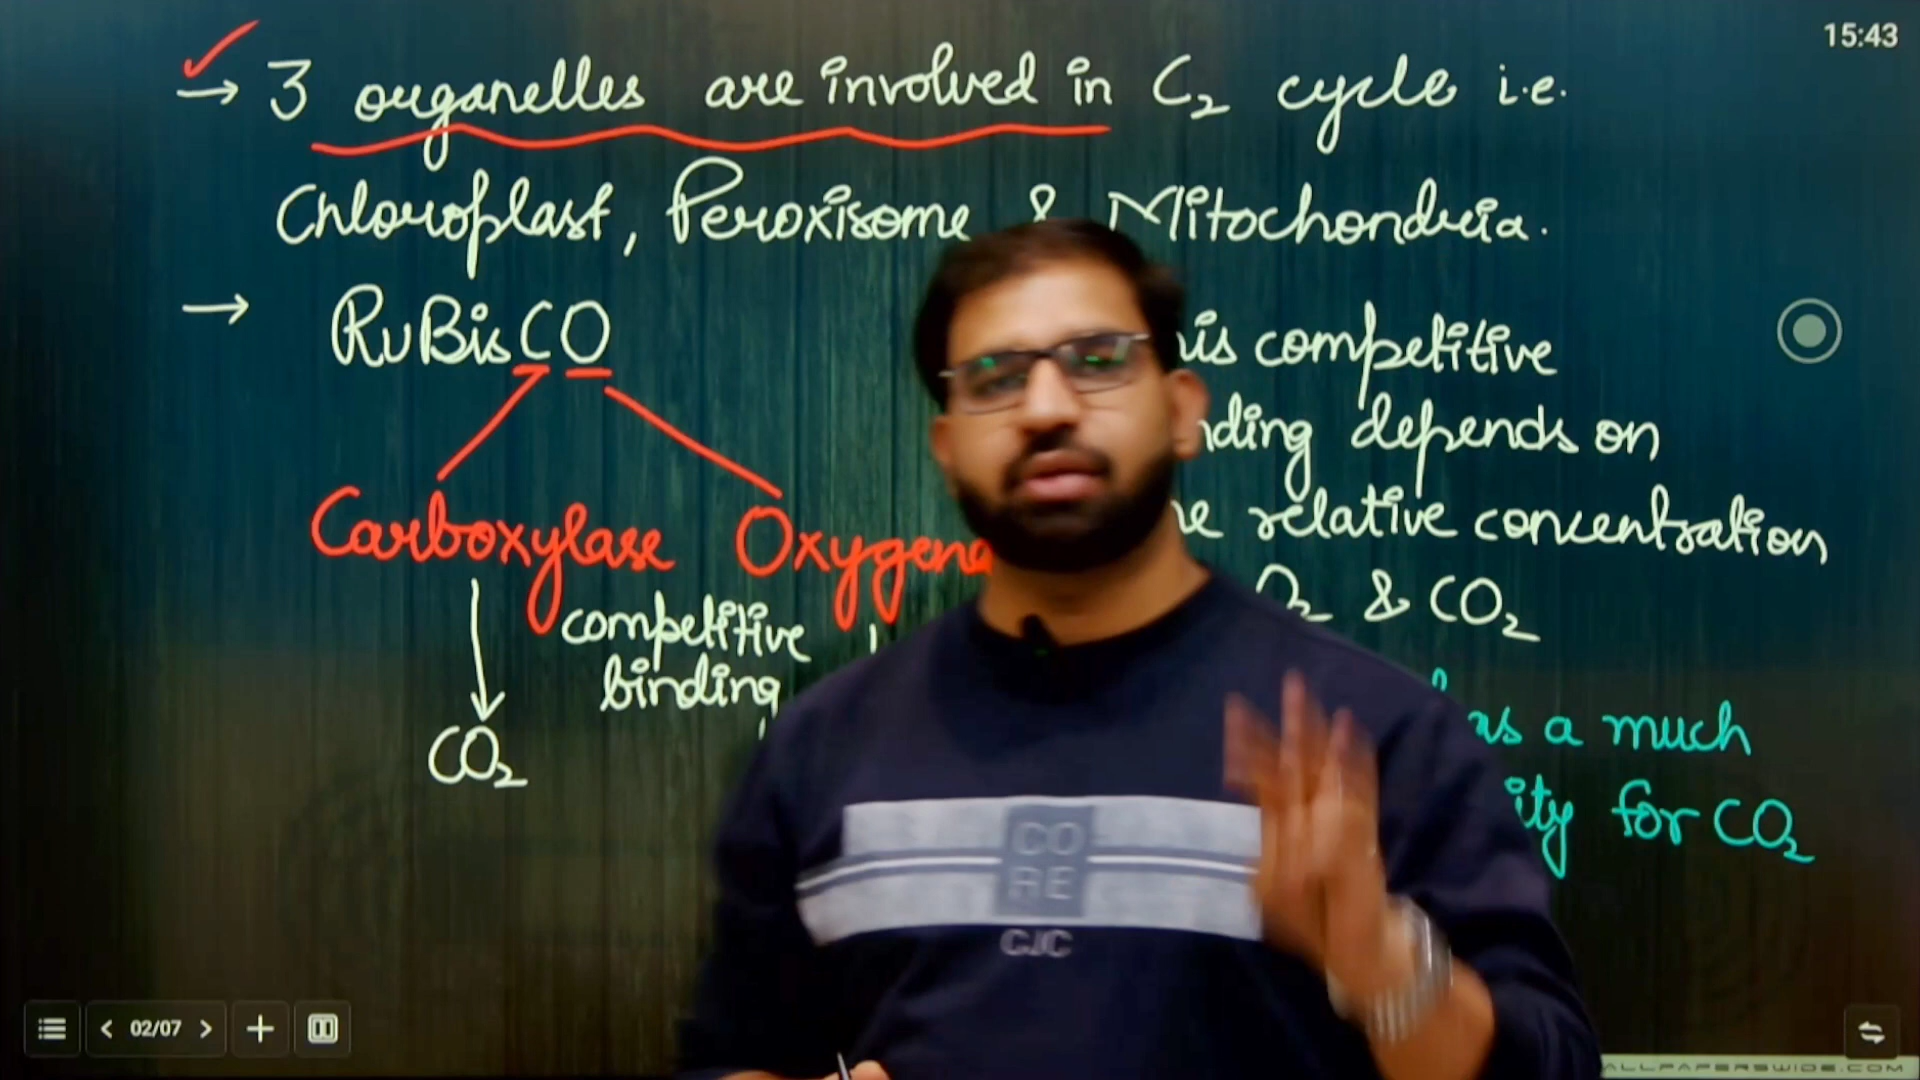 15:43
→ 3 organelles are involved in C₂ cycle i.e.
Chloroplast, Peroxisome & Mitochondria.
→ RuBisCO
Carboxylase
competitive
binding
CO₂
competitive
depends on
relative concentration
O₂ & CO₂
a much
for CO₂
CO
RE
CJC
02/07